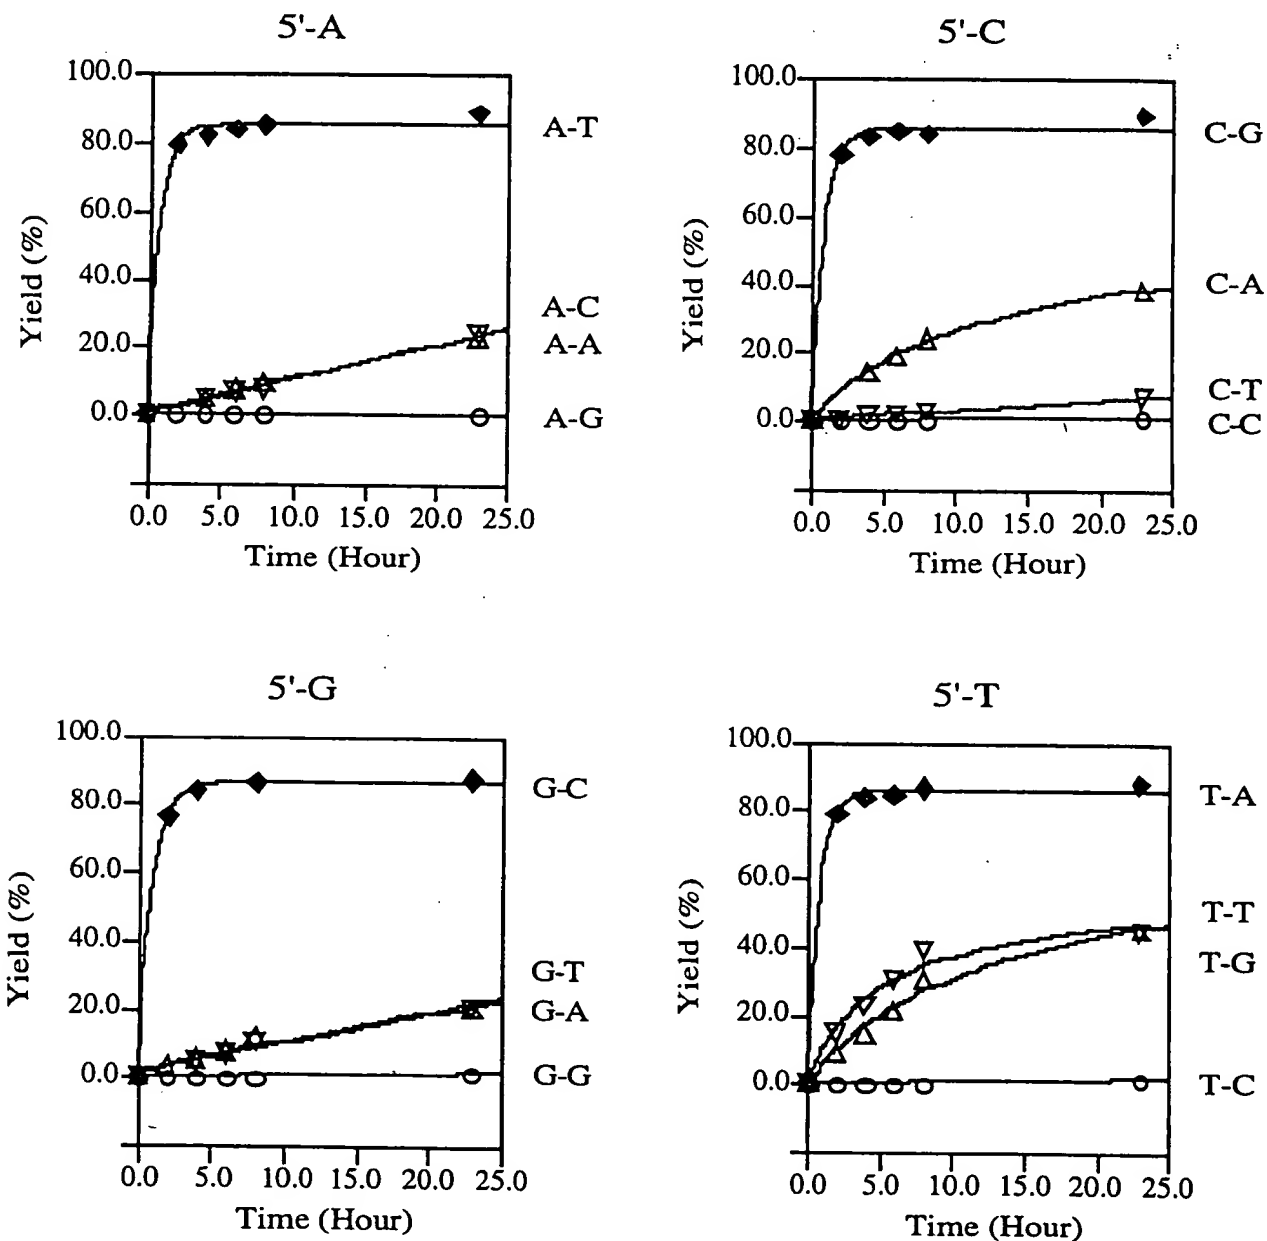 5'-A
100.0
80.0
60.0
40.0
20.0
0.0
Yield (%)
A-T
A-C
A-A
A-G
0.0 5.0 10.0 15.0 20.0 25.0
Time (Hour)
5'-C
100.0
80.0
60.0
40.0
20.0
0.0
Yield (%)
C-G
C-A
C-T
C-C
0.0 5.0 10.0 15.0 20.0 25.0
Time (Hour)
5'-G
100.0
80.0
60.0
40.0
20.0
0.0
Yield (%)
G-C
G-T
G-A
G-G
0.0 5.0 10.0 15.0 20.0 25.0
Time (Hour)
5'-T
100.0
80.0
60.0
40.0
20.0
0.0
Yield (%)
T-A
T-T
T-G
T-C
0.0 5.0 10.0 15.0 20.0 25.0
Time (Hour)